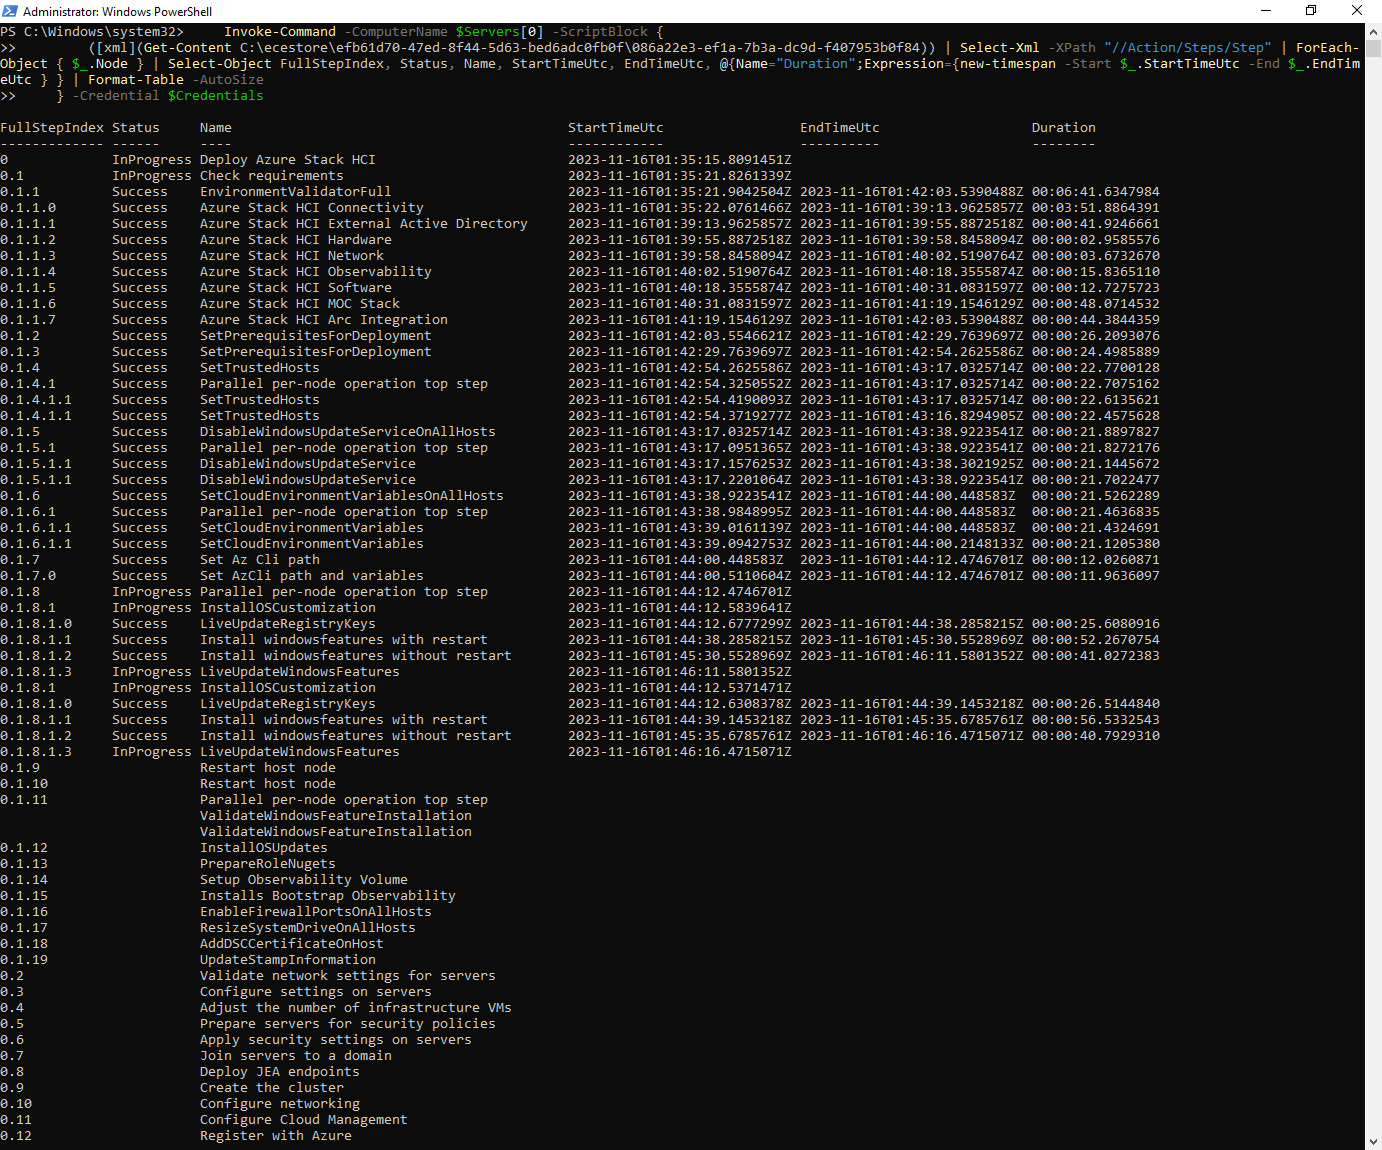 Administrator: Windows PowerShell
PS C:\Windows\system32>     Invoke-Command -ComputerName $Servers[0] -ScriptBlock {
>>         ([xml](Get-Content C:\ecestore\efb61d70-47ed-8f44-5d63-bed6adc0fb0f\086a22e3-ef1a-7b3a-dc9d-f407953b0f84)) | Select-Xml -XPath "//Action/Steps/Step" | ForEach-
Object { $_.Node } | Select-Object FullStepIndex, Status, Name, StartTimeUtc, EndTimeUtc, @{Name="Duration";Expression={new-timespan -Start $_.StartTimeUtc -End $_.EndTim
eUtc } } | Format-Table -AutoSize
>>     } -Credential $Credentials
FullStepIndex Status     Name                                          StartTimeUtc                 EndTimeUtc                   Duration
------------- ------     ----                                          ------------                 ----------                   --------
0             InProgress Deploy Azure Stack HCI                        2023-11-16T01:35:15.8091451Z
0.1           InProgress Check requirements                            2023-11-16T01:35:21.8261339Z
0.1.1         Success    EnvironmentValidatorFull                      2023-11-16T01:35:21.9042504Z 2023-11-16T01:42:03.5390488Z 00:06:41.6347984
0.1.1.0       Success    Azure Stack HCI Connectivity                  2023-11-16T01:35:22.0761466Z 2023-11-16T01:39:13.9625857Z 00:03:51.8864391
0.1.1.1       Success    Azure Stack HCI External Active Directory     2023-11-16T01:39:13.9625857Z 2023-11-16T01:39:55.8872518Z 00:00:41.9246661
0.1.1.2       Success    Azure Stack HCI Hardware                      2023-11-16T01:39:55.8872518Z 2023-11-16T01:39:58.8458094Z 00:00:02.9585576
0.1.1.3       Success    Azure Stack HCI Network                       2023-11-16T01:39:58.8458094Z 2023-11-16T01:40:02.5190764Z 00:00:03.6732670
0.1.1.4       Success    Azure Stack HCI Observability                 2023-11-16T01:40:02.5190764Z 2023-11-16T01:40:18.3555874Z 00:00:15.8365110
0.1.1.5       Success    Azure Stack HCI Software                      2023-11-16T01:40:18.3555874Z 2023-11-16T01:40:31.0831597Z 00:00:12.7275723
0.1.1.6       Success    Azure Stack HCI MOC Stack                     2023-11-16T01:40:31.0831597Z 2023-11-16T01:41:19.1546129Z 00:00:48.0714532
0.1.1.7       Success    Azure Stack HCI Arc Integration               2023-11-16T01:41:19.1546129Z 2023-11-16T01:42:03.5390488Z 00:00:44.3844359
0.1.2         Success    SetPrerequisitesForDeployment                 2023-11-16T01:42:03.5546621Z 2023-11-16T01:42:29.7639697Z 00:00:26.2093076
0.1.3         Success    SetPrerequisitesForDeployment                 2023-11-16T01:42:29.7639697Z 2023-11-16T01:42:54.2625586Z 00:00:24.4985889
0.1.4         Success    SetTrustedHosts                               2023-11-16T01:42:54.2625586Z 2023-11-16T01:43:17.0325714Z 00:00:22.7700128
0.1.4.1       Success    Parallel per-node operation top step          2023-11-16T01:42:54.3250552Z 2023-11-16T01:43:17.0325714Z 00:00:22.7075162
0.1.4.1.1     Success    SetTrustedHosts                               2023-11-16T01:42:54.4190093Z 2023-11-16T01:43:17.0325714Z 00:00:22.6135621
0.1.4.1.1     Success    SetTrustedHosts                               2023-11-16T01:42:54.3719277Z 2023-11-16T01:43:16.8294905Z 00:00:22.4575628
0.1.5         Success    DisableWindowsUpdateServiceOnAllHosts         2023-11-16T01:43:17.0325714Z 2023-11-16T01:43:38.9223541Z 00:00:21.8897827
0.1.5.1       Success    Parallel per-node operation top step          2023-11-16T01:43:17.0951365Z 2023-11-16T01:43:38.9223541Z 00:00:21.8272176
0.1.5.1.1     Success    DisableWindowsUpdateService                   2023-11-16T01:43:17.1576253Z 2023-11-16T01:43:38.3021925Z 00:00:21.1445672
0.1.5.1.1     Success    DisableWindowsUpdateService                   2023-11-16T01:43:17.2201064Z 2023-11-16T01:43:38.9223541Z 00:00:21.7022477
0.1.6         Success    SetCloudEnvironmentVariablesOnAllHosts        2023-11-16T01:43:38.9223541Z 2023-11-16T01:44:00.448583Z  00:00:21.5262289
0.1.6.1       Success    Parallel per-node operation top step          2023-11-16T01:43:38.9848995Z 2023-11-16T01:44:00.448583Z  00:00:21.4636835
0.1.6.1.1     Success    SetCloudEnvironmentVariables                  2023-11-16T01:43:39.0161139Z 2023-11-16T01:44:00.448583Z  00:00:21.4324691
0.1.6.1.1     Success    SetCloudEnvironmentVariables                  2023-11-16T01:43:39.0942753Z 2023-11-16T01:44:00.2148133Z 00:00:21.1205380
0.1.7         Success    Set Az Cli path                               2023-11-16T01:44:00.448583Z  2023-11-16T01:44:12.4746701Z 00:00:12.0260871
0.1.7.0       Success    Set AzCli path and variables                  2023-11-16T01:44:00.5110604Z 2023-11-16T01:44:12.4746701Z 00:00:11.9636097
0.1.8         InProgress Parallel per-node operation top step          2023-11-16T01:44:12.4746701Z
0.1.8.1       InProgress InstallOSCustomization                        2023-11-16T01:44:12.5839641Z
0.1.8.1.0     Success    LiveUpdateRegistryKeys                        2023-11-16T01:44:12.6777299Z 2023-11-16T01:44:38.2858215Z 00:00:25.6080916
0.1.8.1.1     Success    Install windowsfeatures with restart          2023-11-16T01:44:38.2858215Z 2023-11-16T01:45:30.5528969Z 00:00:52.2670754
0.1.8.1.2     Success    Install windowsfeatures without restart       2023-11-16T01:45:30.5528969Z 2023-11-16T01:46:11.5801352Z 00:00:41.0272383
0.1.8.1.3     InProgress LiveUpdateWindowsFeatures                     2023-11-16T01:46:11.5801352Z
0.1.8.1       InProgress InstallOSCustomization                        2023-11-16T01:44:12.5371471Z
0.1.8.1.0     Success    LiveUpdateRegistryKeys                        2023-11-16T01:44:12.6308378Z 2023-11-16T01:44:39.1453218Z 00:00:26.5144840
0.1.8.1.1     Success    Install windowsfeatures with restart          2023-11-16T01:44:39.1453218Z 2023-11-16T01:45:35.6785761Z 00:00:56.5332543
0.1.8.1.2     Success    Install windowsfeatures without restart       2023-11-16T01:45:35.6785761Z 2023-11-16T01:46:16.4715071Z 00:00:40.7929310
0.1.8.1.3     InProgress LiveUpdateWindowsFeatures                     2023-11-16T01:46:16.4715071Z
0.1.9                    Restart host node
0.1.10                   Restart host node
0.1.11                   Parallel per-node operation top step
                         ValidateWindowsFeatureInstallation
                         ValidateWindowsFeatureInstallation
0.1.12                   InstallOSUpdates
0.1.13                   PrepareRoleNugets
0.1.14                   Setup Observability Volume
0.1.15                   Installs Bootstrap Observability
0.1.16                   EnableFirewallPortsOnAllHosts
0.1.17                   ResizeSystemDriveOnAllHosts
0.1.18                   AddDSCCertificateOnHost
0.1.19                   UpdateStampInformation
0.2                      Validate network settings for servers
0.3                      Configure settings on servers
0.4                      Adjust the number of infrastructure VMs
0.5                      Prepare servers for security policies
0.6                      Apply security settings on servers
0.7                      Join servers to a domain
0.8                      Deploy JEA endpoints
0.9                      Create the cluster
0.10                     Configure networking
0.11                     Configure Cloud Management
0.12                     Register with Azure